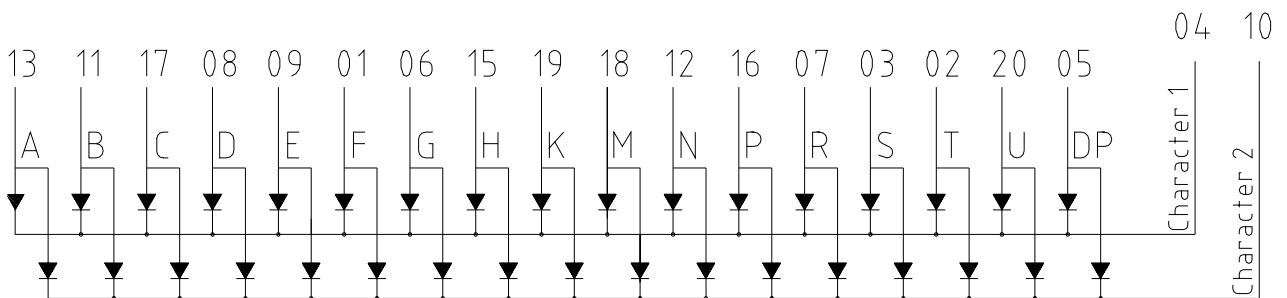 04 10
13 11 17 08 09 01 06 15 19 18 12 16 07 03 02 20 05
A B C D E F G H K M N P R S T U DP
Character 1
Character 2